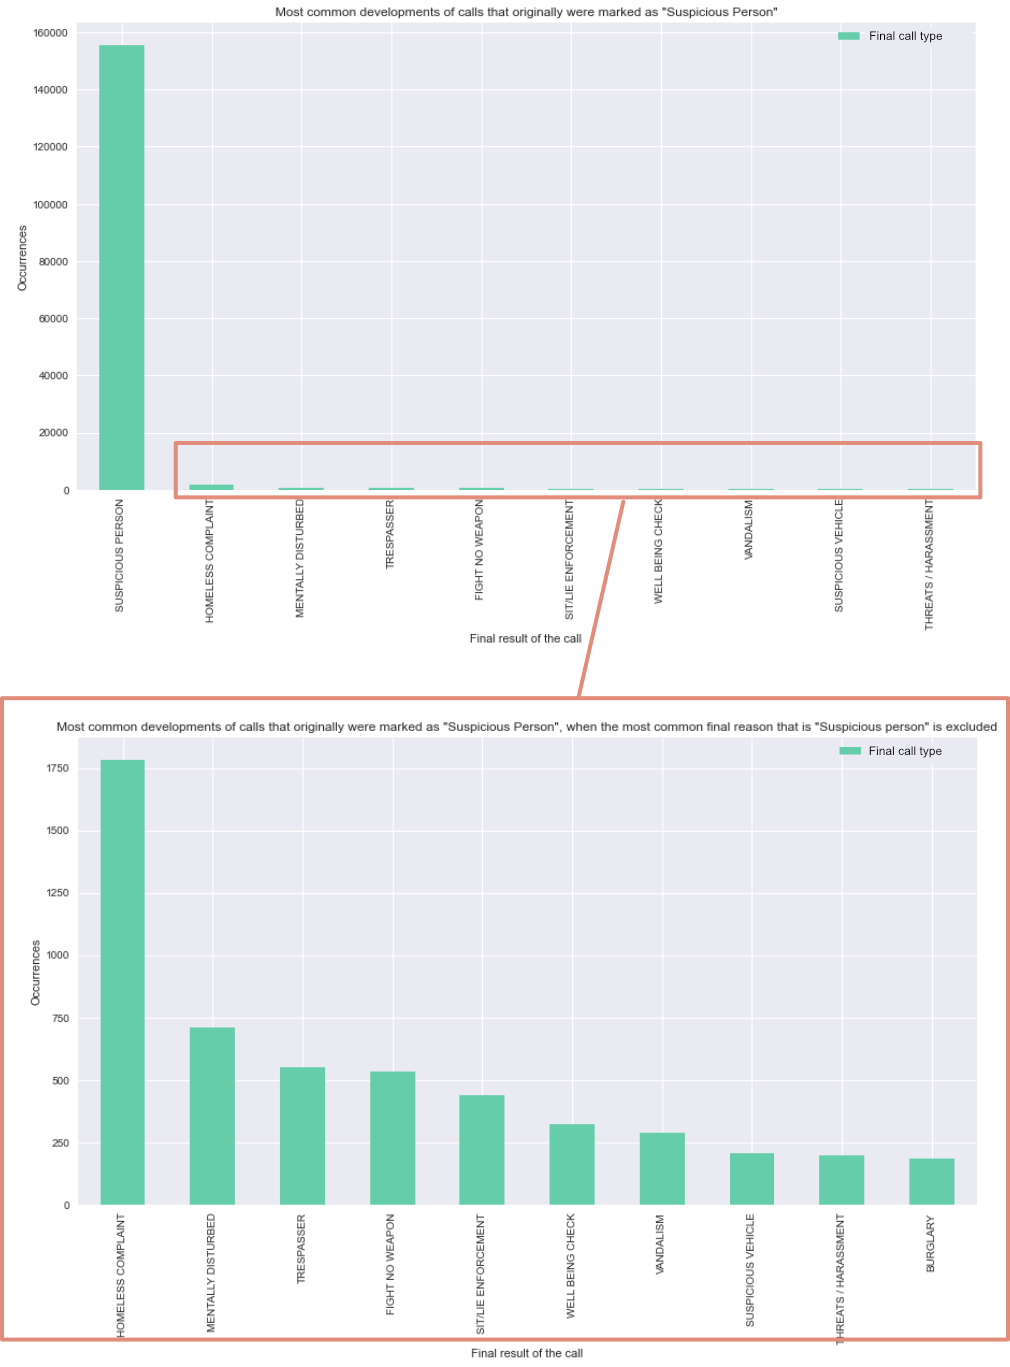 Most common developments of calls that originally were marked as "Suspicious Person"
Final call type
160000
140000
120000
100000
80000
60000
40000
20000
0
Occurrences
SUSPICIOUS PERSON
HOMELESS COMPLAINT
MENTALLY DISTURBED
TRESPASSER
FIGHT NO WEAPON
SIT/LIE ENFORCEMENT
WELL BEING CHECK
VANDALISM
SUSPICIOUS VEHICLE
THREATS / HARASSMENT
Final result of the call
Most common developments of calls that originally were marked as "Suspicious Person", when the most common final reason that is "Suspicious person" is excluded
Final call type
1750
1500
1250
1000
750
500
250
0
Occurrences
HOMELESS COMPLAINT
MENTALLY DISTURBED
TRESPASSER
FIGHT NO WEAPON
SIT/LIE ENFORCEMENT
WELL BEING CHECK
VANDALISM
SUSPICIOUS VEHICLE
THREATS / HARASSMENT
BURGLARY
Final result of the call